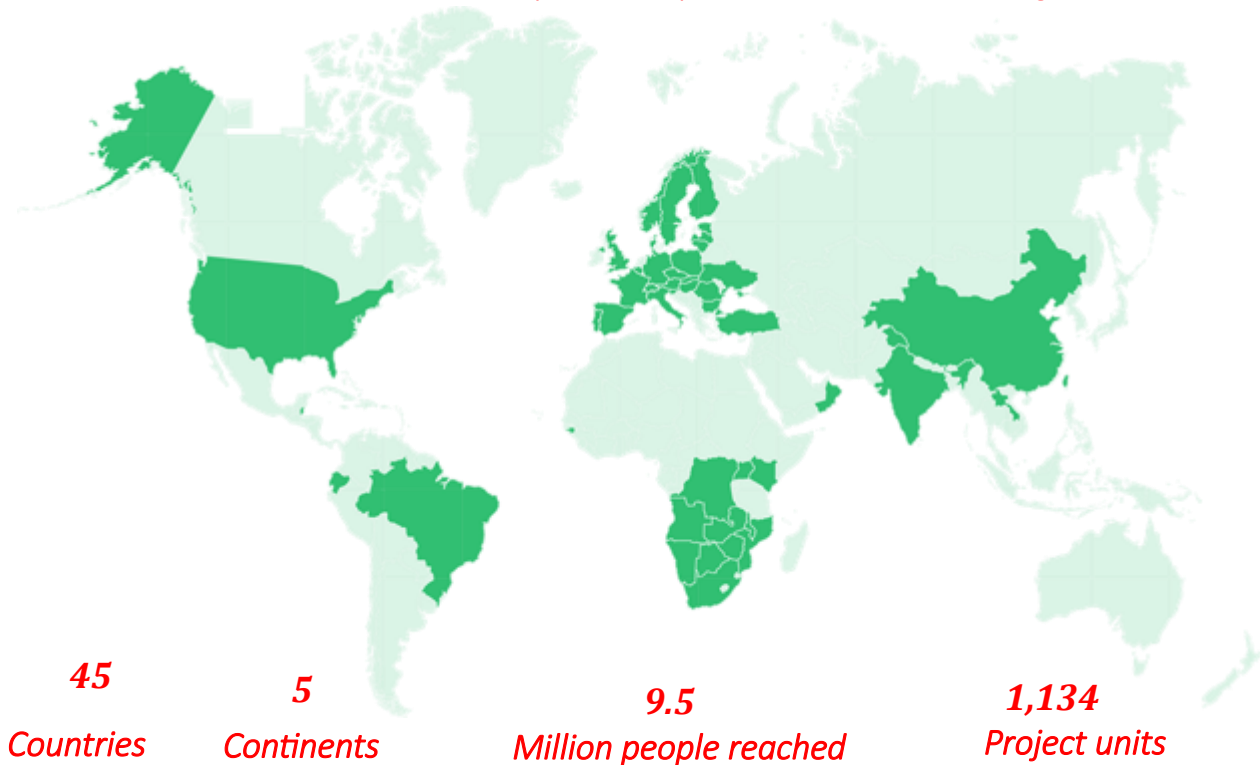 45
Countries
5
Continents
9.5
Million people reached
1,134
Project units